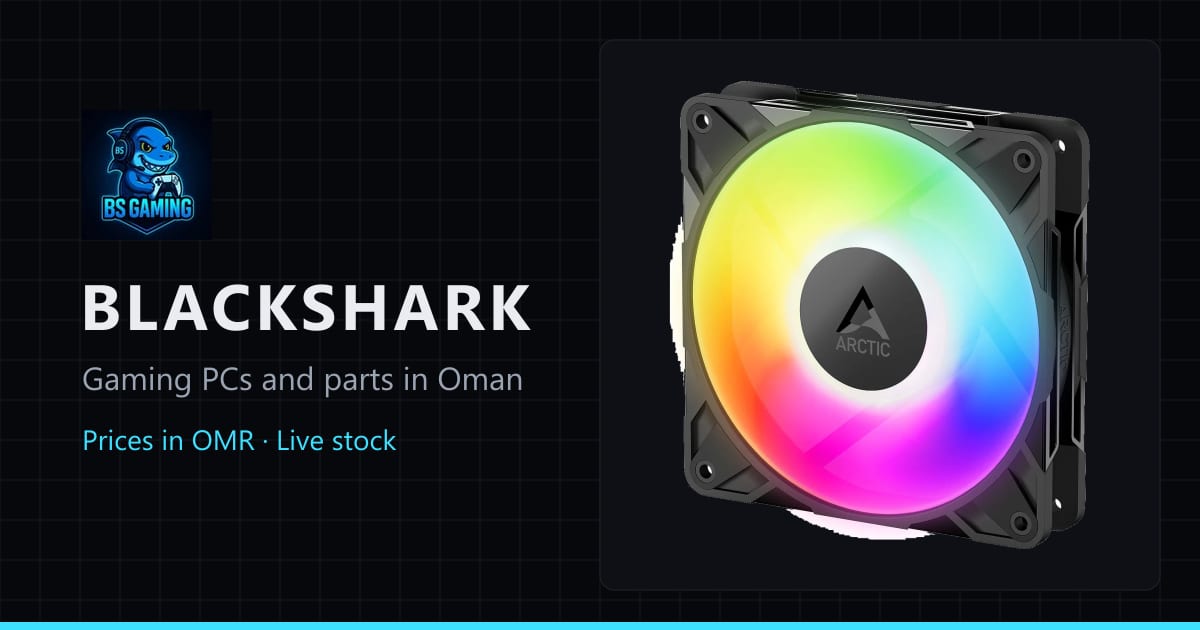 BS
BS GAMING
BLACKSHARK
Gaming PCs and parts in Oman
Prices in OMR · Live stock
ARCTIC